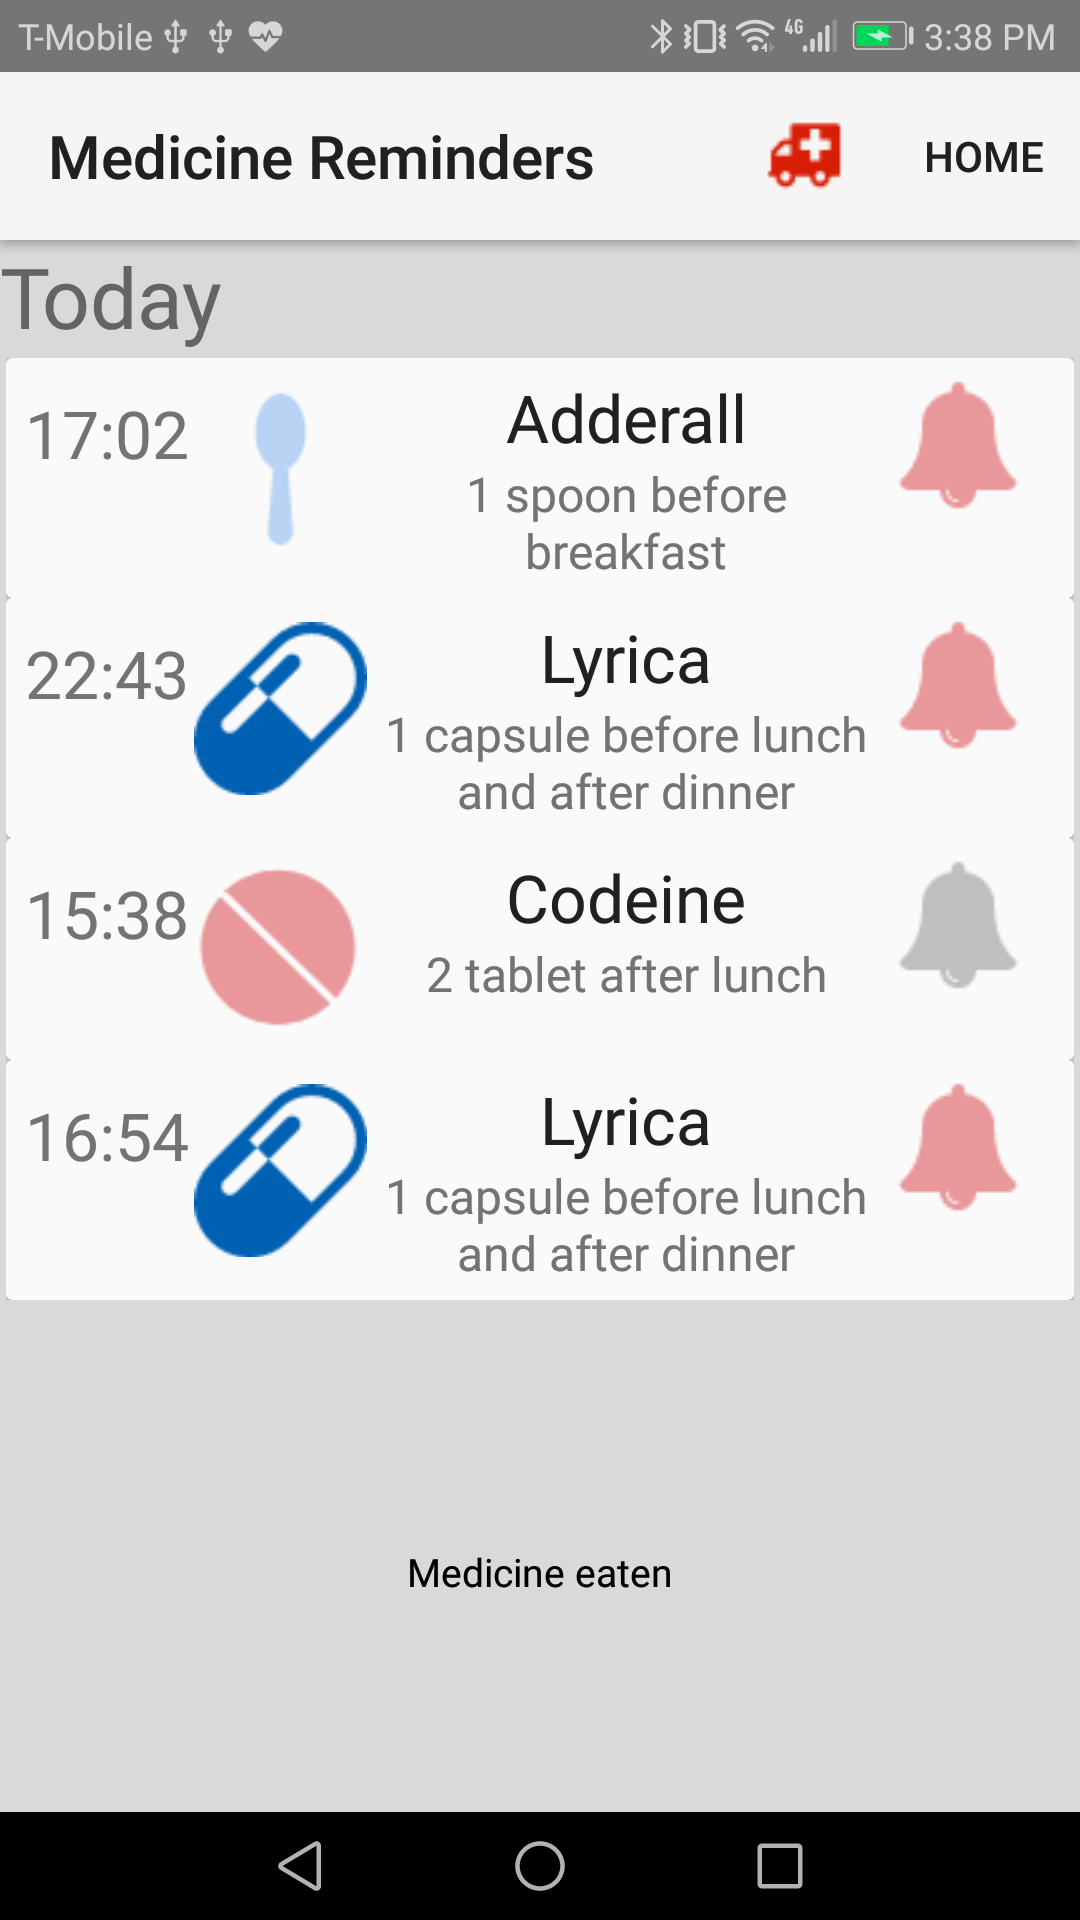 T-Mobile 4G 3:38 PM
Medicine Reminders HOME
Today
17:02 Adderall
1 spoon before
breakfast
22:43 Lyrica
1 capsule before lunch
and after dinner
15:38 Codeine
2 tablet after lunch
16:54 Lyrica
1 capsule before lunch
and after dinner
Medicine eaten